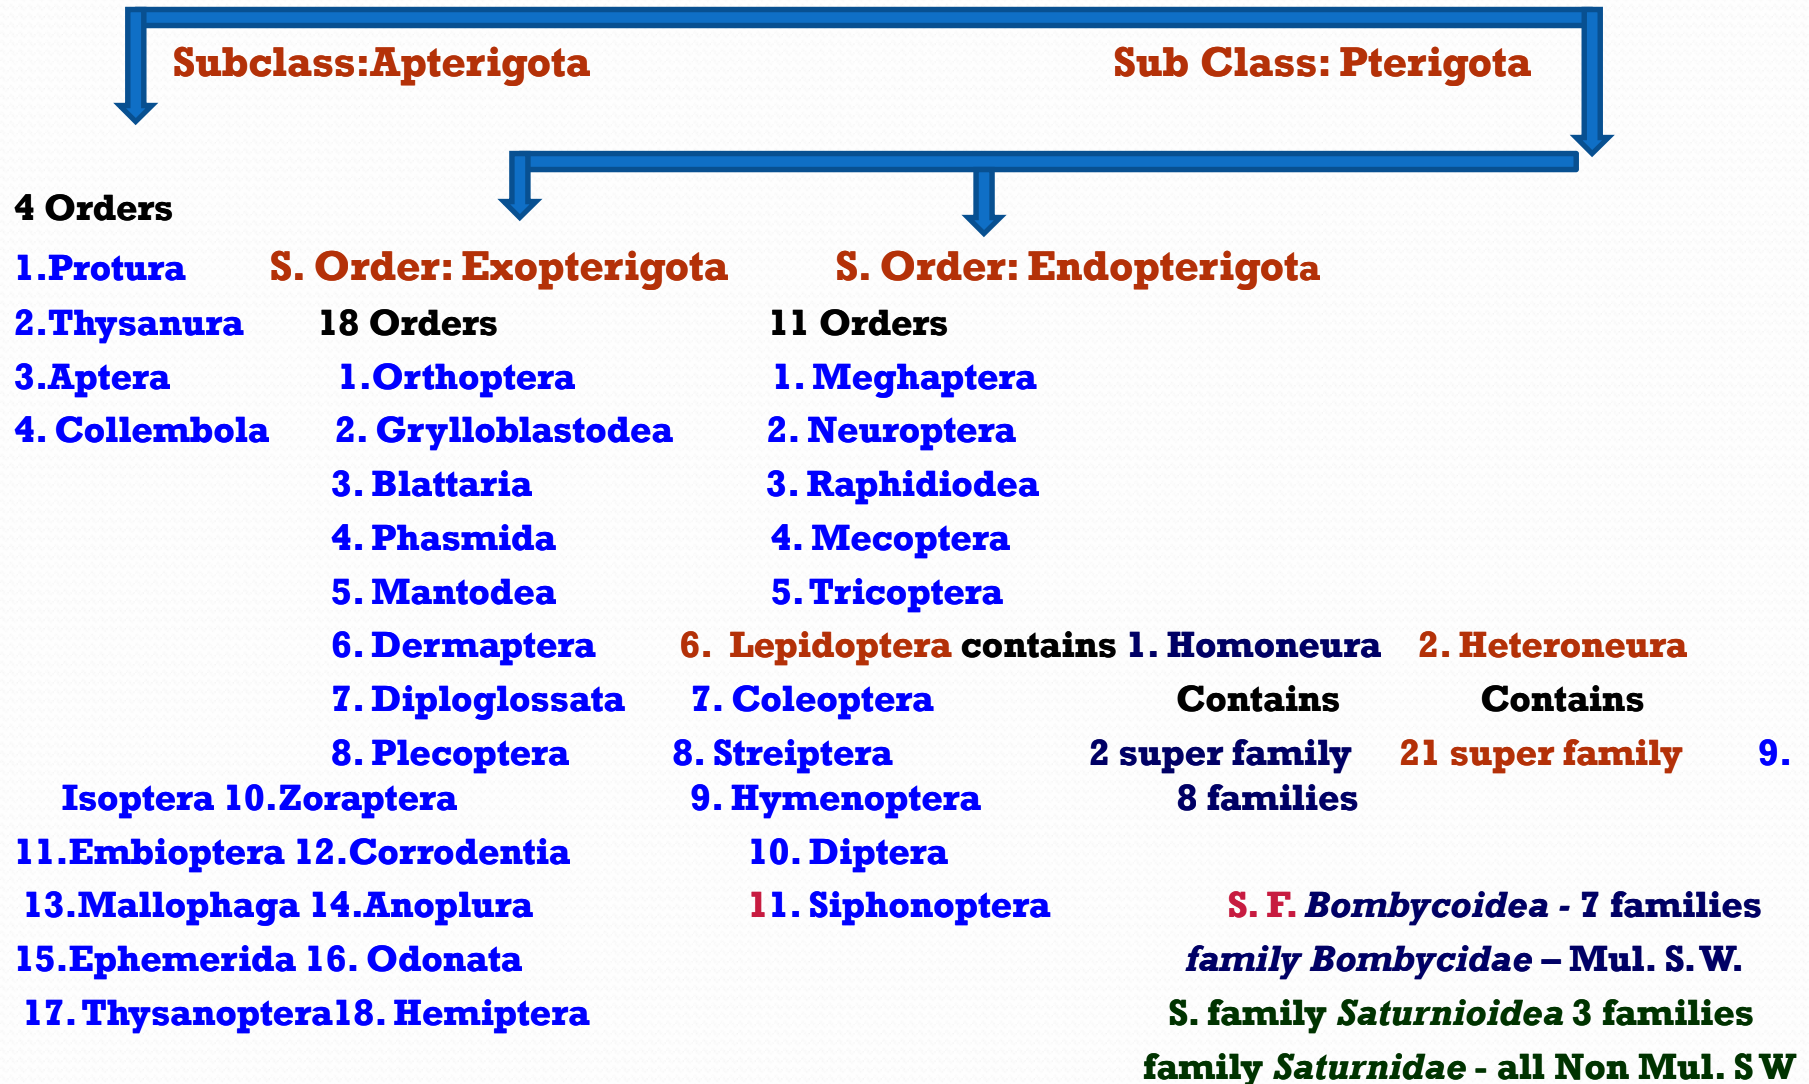 Subclass:Apterigota Sub Class: Pterigota
4 Orders
1.Protura S. Order: Exopterigota S. Order: Endopterigota
2.Thysanura 18 Orders 11 Orders
3.Aptera 1.Orthoptera 1. Meghaptera
4. Collembola 2. Grylloblastodea 2. Neuroptera
3. Blattaria 3. Raphidiodea
4. Phasmida 4. Mecoptera
5. Mantodea 5. Tricoptera
6. Dermaptera 6. Lepidoptera contains 1. Homoneura 2. Heteroneura
7. Diploglossata 7. Coleoptera Contains Contains
8. Plecoptera 8. Streiptera 2 super family 21 super family 9.
Isoptera 10.Zoraptera 9. Hymenoptera 8 families
11.Embioptera 12.Corrodentia 10. Diptera
13.Mallophaga 14.Anoplura 11. Siphonoptera S. F. Bombycoidea - 7 families
15.Ephemerida 16. Odonata family Bombycidae – Mul. S.W.
17. Thysanoptera18. Hemiptera S. family Saturnioidea 3 families
family Saturnidae - all Non Mul. S W